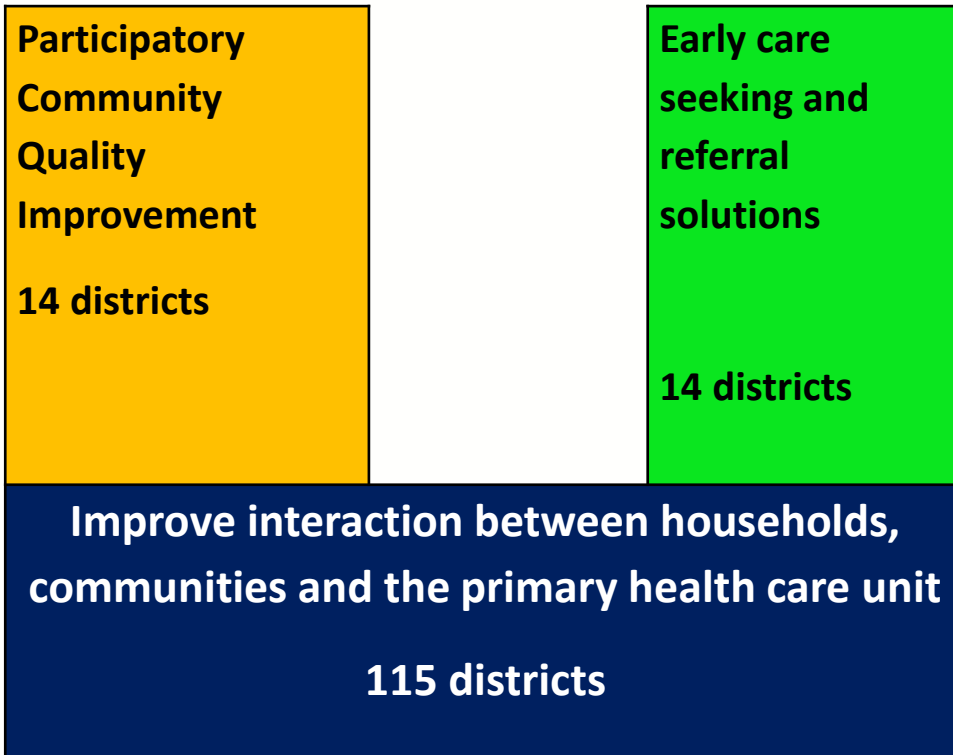 Participatory
Community
Quality
Improvement
14 districts
Early care
seeking and
referral
solutions
14 districts
Improve interaction between households,
communities and the primary health care unit
115 districts